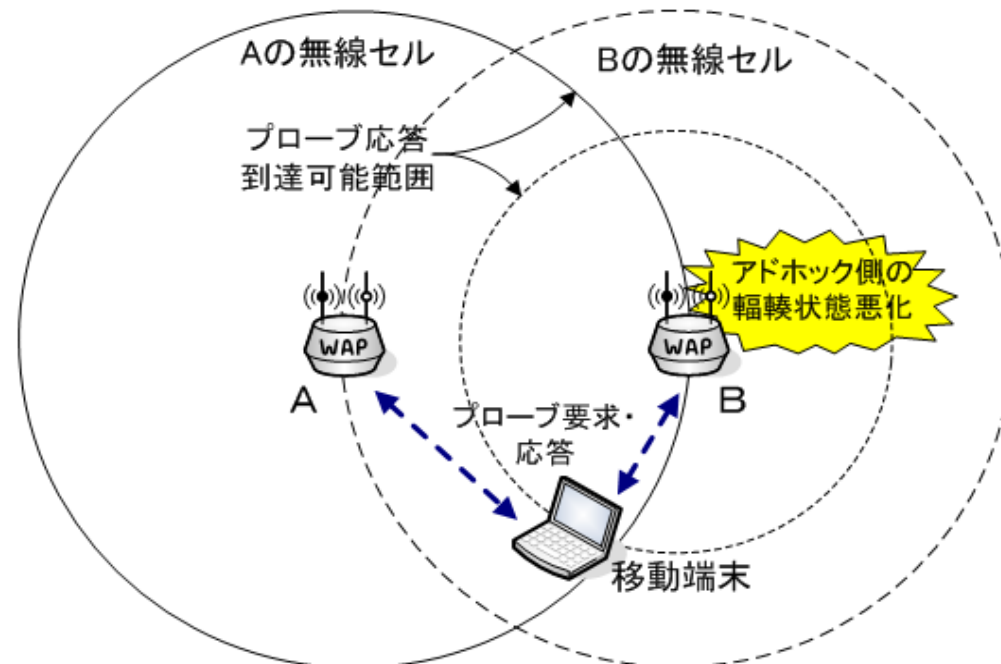 Aの無線セル
Bの無線セル
プローブ応答
到達可能範囲
アドホック側の
輻輳状態悪化
WAP
WAP
A
B
プローブ要求・
応答
移動端末